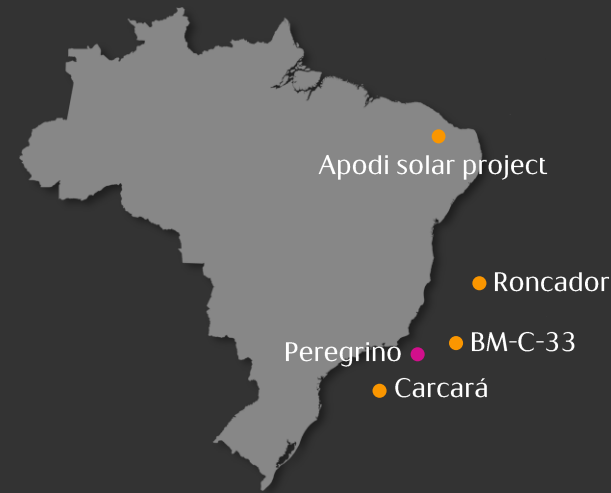 Apodi solar project
Roncador
BM-C-33
Peregrino
Carcará